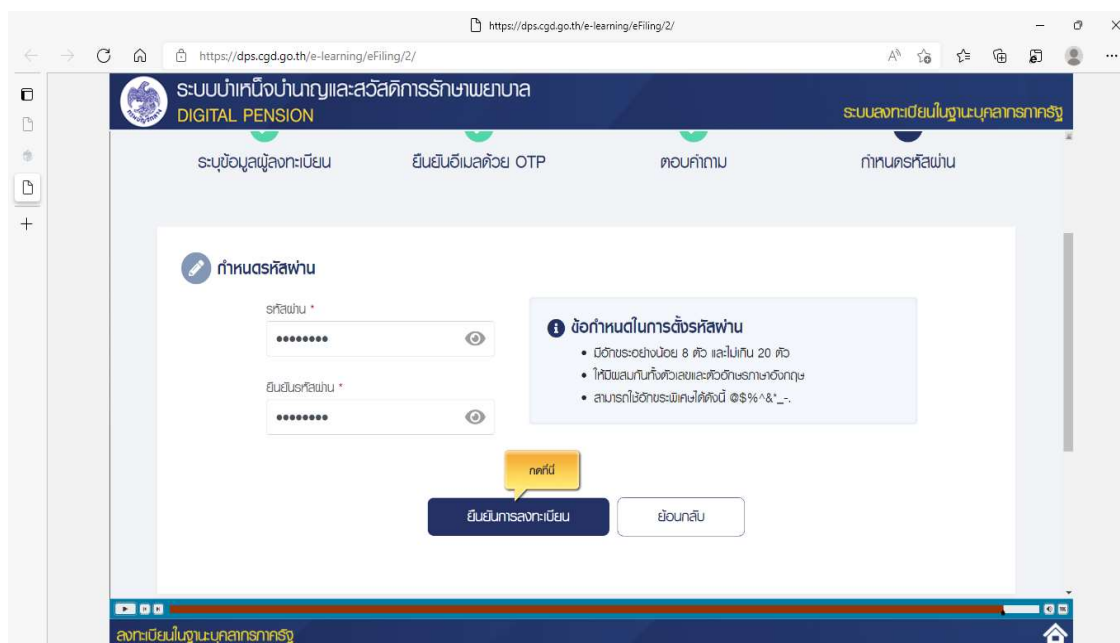 https://dps.cgd.go.th/e-learning/eFiling/2/
https://dps.cgd.go.th/e-learning/eFiling/2/
ระบบบำเหน็จบำนาญและสวัสดิการรักษาพยาบาล
DIGITAL PENSION
ระบบลงทะเบียนในฐานะบุคลากรภาครัฐ
ระบุข้อมูลผู้ลงทะเบียน ยืนยันอีเมลด้วย OTP ตอบคำถาม กำหนดรหัสผ่าน
กำหนดรหัสผ่าน
รหัสผ่าน *
ข้อกำหนดในการตั้งรหัสผ่าน
• มีอักขระอย่างน้อย 8 ตัว และไม่เกิน 20 ตัว
• ให้มีผสมกันทั้งตัวเลขและตัวอักษรภาษาอังกฤษ
• สามารถใช้อักขระพิเศษได้ดังนี้ @$%^&*_-.
ยืนยันรหัสผ่าน *
กดที่นี่
ยืนยันการลงทะเบียน ย้อนกลับ
ลงทะเบียนในฐานะบุคลากรภาครัฐ